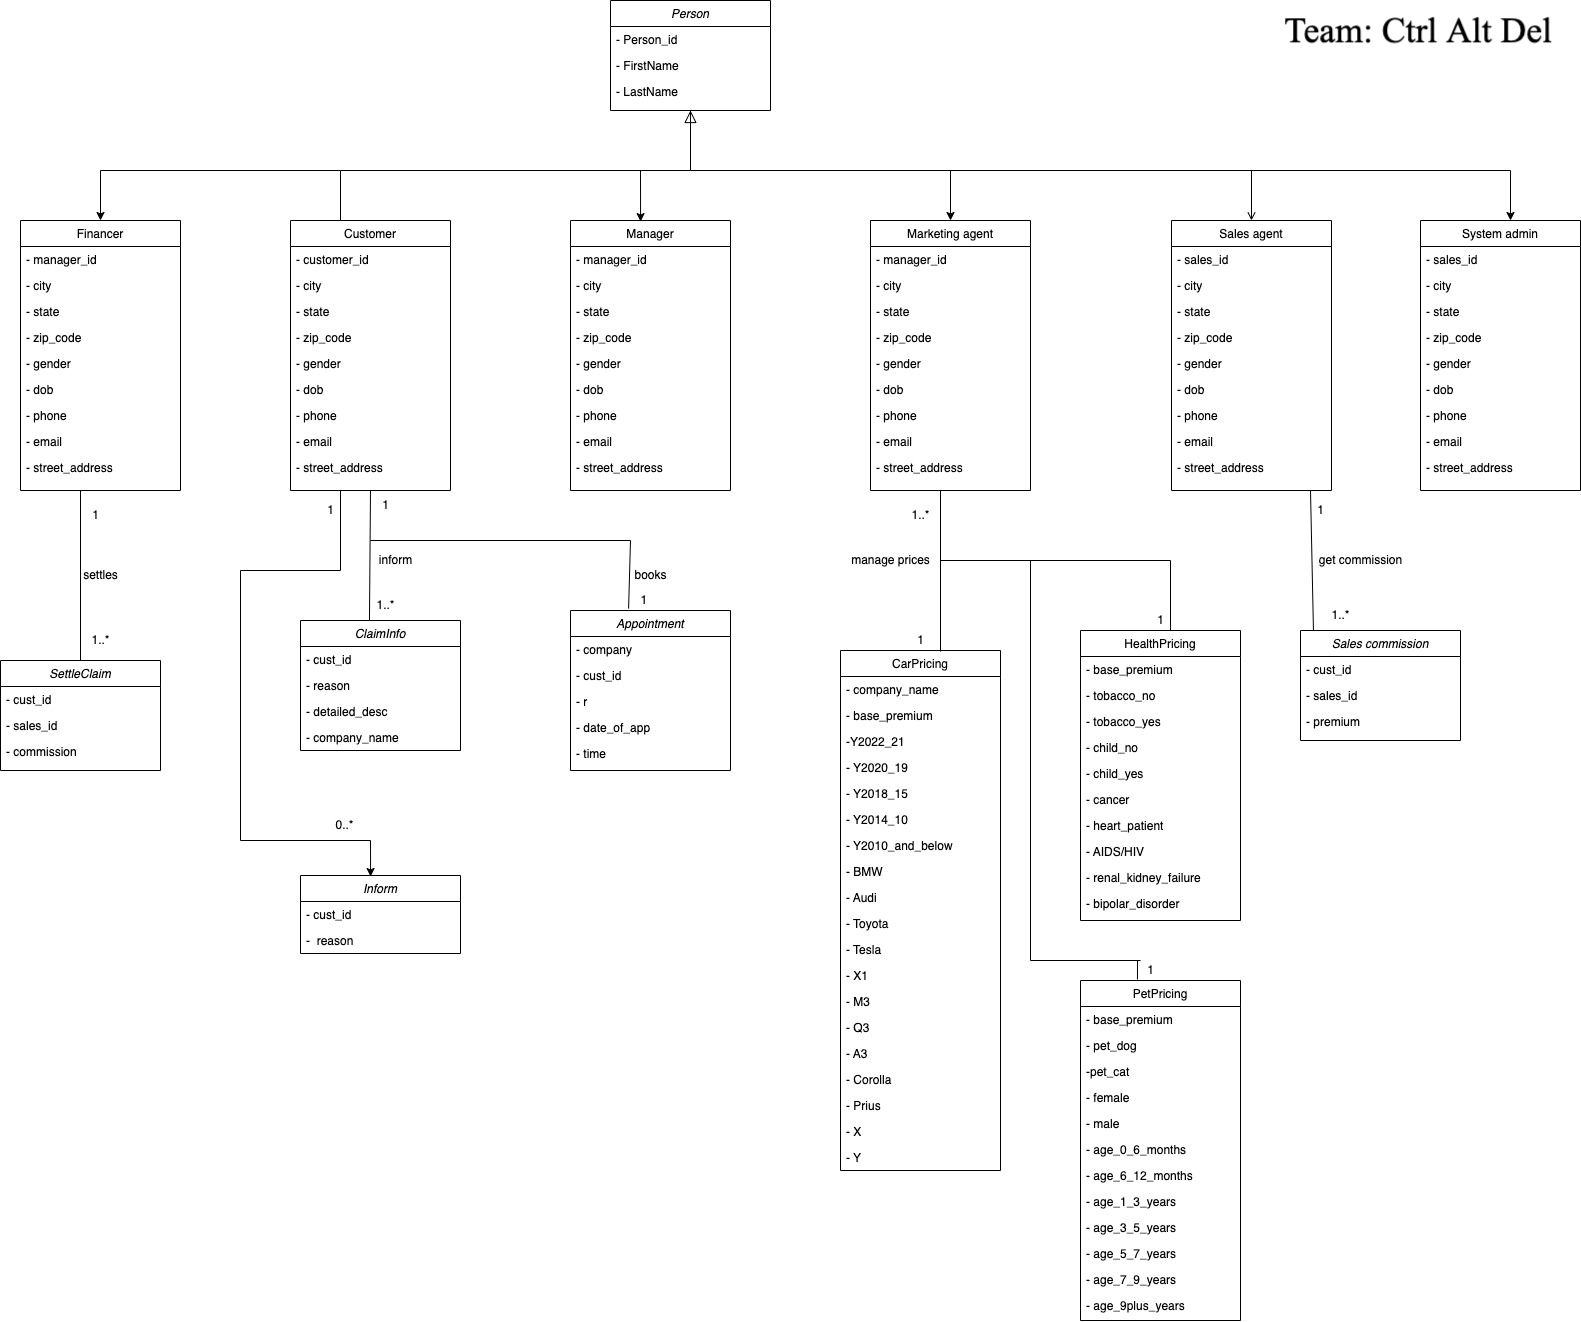 Team: Ctrl Alt Del
Person
- Person_id
- FirstName
- LastName
Financer
- manager_id
- city
- state
- zip_code
- gender
- dob
- phone
- email
- street_address
Customer
- customer_id
- city
- state
- zip_code
- gender
- dob
- phone
- email
- street_address
Manager
- manager_id
- city
- state
- zip_code
- gender
- dob
- phone
- email
- street_address
Marketing agent
- manager_id
- city
- state
- zip_code
- gender
- dob
- phone
- email
- street_address
Sales agent
- sales_id
- city
- state
- zip_code
- gender
- dob
- phone
- email
- street_address
System admin
- sales_id
- city
- state
- zip_code
- gender
- dob
- phone
- email
- street_address
1
settles
1..*
SettleClaim
- cust_id
- sales_id
- commission
1
1
inform
1..*
ClaimInfo
- cust_id
- reason
- detailed_desc
- company_name
books
1
Appointment
- company
- cust_id
- r
- date_of_app
- time
0..*
Inform
- cust_id
- reason
1..*
manage prices
1
CarPricing
- company_name
- base_premium
-Y2022_21
- Y2020_19
- Y2018_15
- Y2014_10
- Y2010_and_below
- BMW
- Audi
- Toyota
- Tesla
- X1
- M3
- Q3
- A3
- Corolla
- Prius
- X
- Y
1
HealthPricing
- base_premium
- tobacco_no
- tobacco_yes
- child_no
- child_yes
- cancer
- heart_patient
- AIDS/HIV
- renal_kidney_failure
- bipolar_disorder
1
PetPricing
- base_premium
- pet_dog
-pet_cat
- female
- male
- age_0_6_months
- age_6_12_months
- age_1_3_years
- age_3_5_years
- age_5_7_years
- age_7_9_years
- age_9plus_years
1
get commission
1..*
Sales commission
- cust_id
- sales_id
- premium